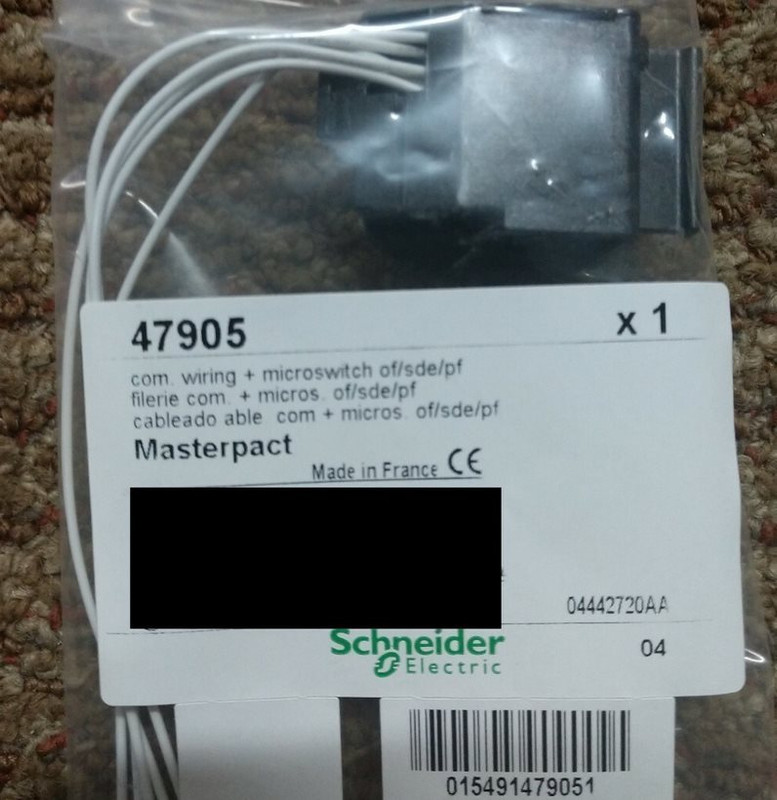 47905 x 1
com. wiring + microswitch of/sde/pf
filerie com. + micros. of/sde/pf
cableado able com + micros. of/sde/pf
Masterpact
Made in France CE
04442720AA
Schneider
Electric
04
015491479051